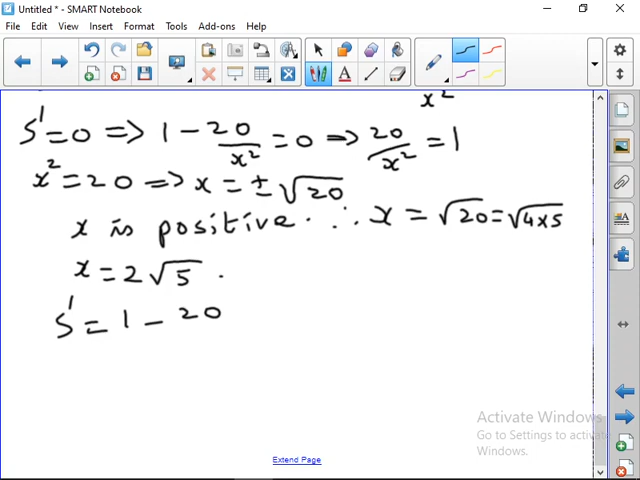 Untitled * - SMART Notebook
File Edit View Insert Format Tools Add-ons Help
x²
S' = 0 => 1 - 20/x² = 0 => 20/x² = 1
x² = 20 => x = ± √20
x is positive. ∴ x = √20 = √4x5
x = 2 √5 .
S' = 1 - 20
Activate Windows
Go to Settings to activate
Windows.
Extend Page